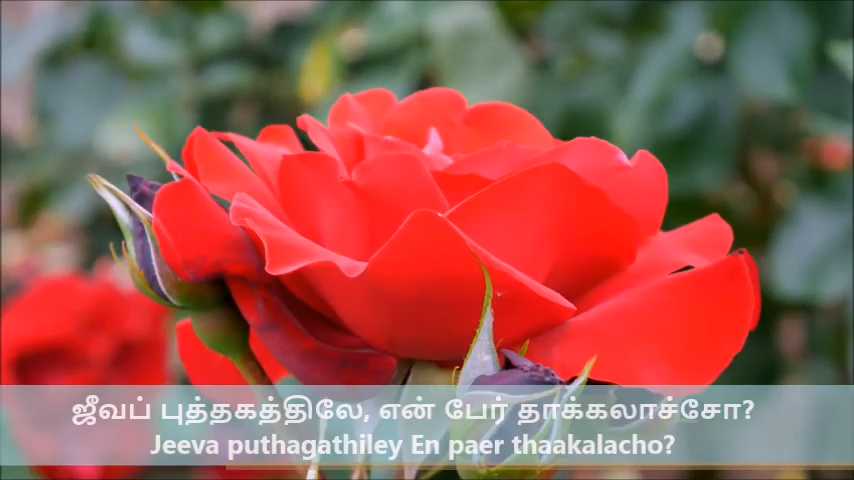 ஜீவப் புத்தகத்திலே, என் பேர் தாக்கலாச்சோ?
Jeeva puthagathiley En paer thaakalacho?